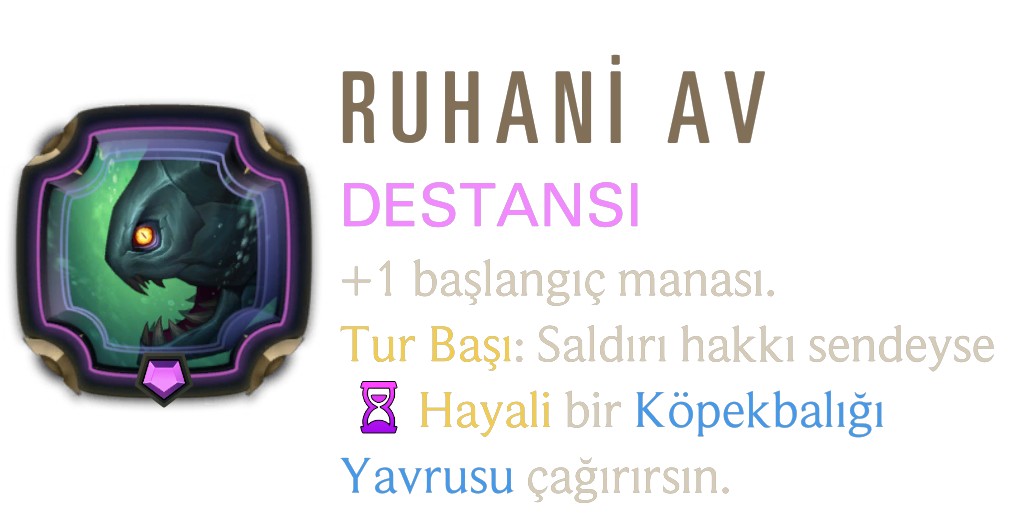 RUHANİ AV
DESTANSI
+1 başlangıç manası.
Tur Başı: Saldırı hakkı sendeyse
Hayali bir Köpekbalığı
Yavrusu çağırırsın.